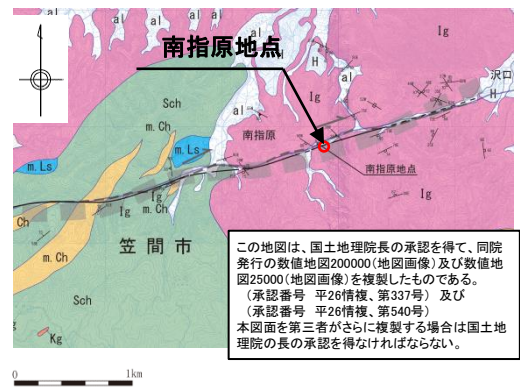 南指原地点
al
al
al
H
al
Ig
沢口
H
Sch
al
Ig
m. Ch
南指原
m. Ls
m. Ls
南指原地点
Ig
Ig
m. Ch
Ch
m. Ch
笠間市
Sch
Kg
この地図は、国土地理院長の承認を得て、同院
発行の数値地図200000(地図画像)及び数値地
図25000(地図画像)を複製したものである。
(承認番号 平26情複、第337号) 及び
(承認番号 平26情複、第540号)
本図面を第三者がさらに複製する場合は国土地
理院の長の承認を得なければならない。
0 1km